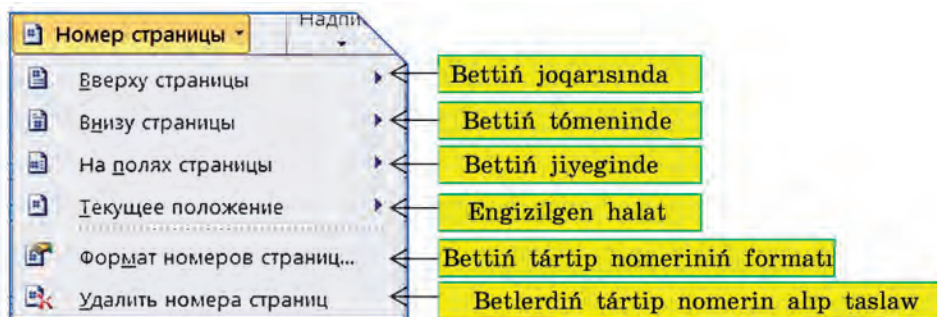 Номер страницы
Вверху страницы
Bettiń joqarısında
Внизу страницы
Bettiń tómeninde
На полях страницы
Bettiń jiyeginde
Текущее положение
Engizilgen halat
Формат номеров страниц...
Bettiń tártip nomeriniń formatı
Удалить номера страниц
Betlerdiń tártip nomerin alıp taslaw